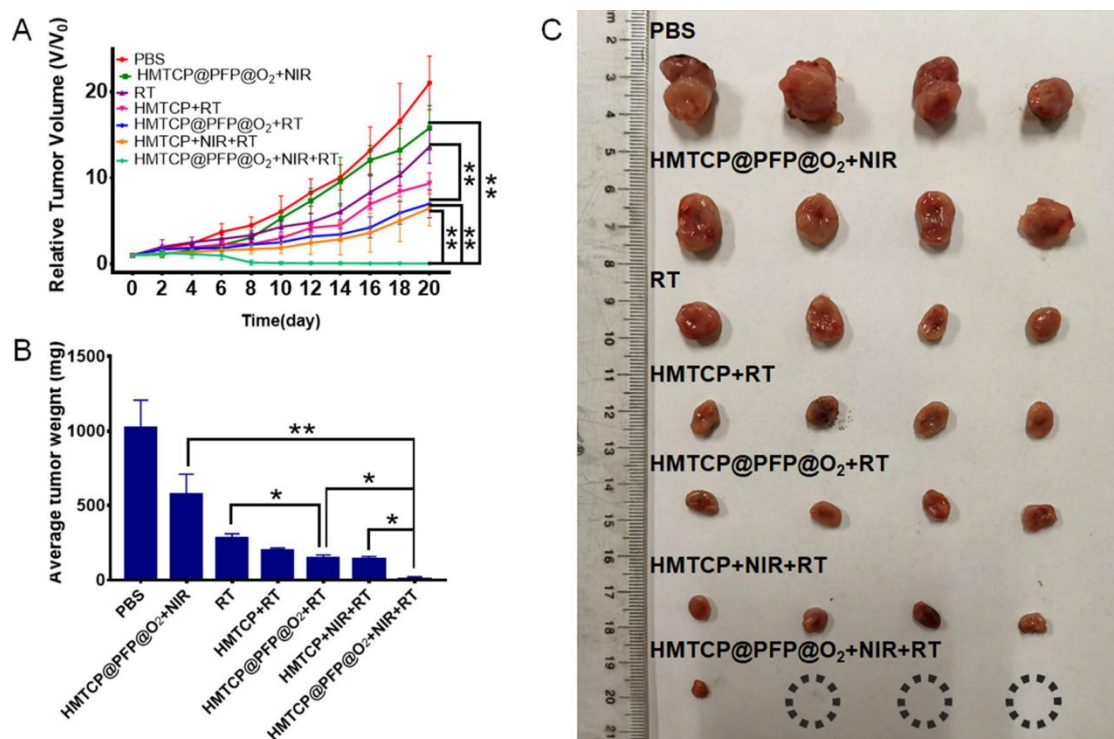 A
Relative Tumor Volume (V/V₀)
20
10
0
PBS
HMTCP@PFP@O₂+NIR
RT
HMTCP+RT
HMTCP@PFP@O₂+RT
HMTCP+NIR+RT
HMTCP@PFP@O₂+NIR+RT
**
**
**
**
0 2 4 6 8 10 12 14 16 18 20
Time(day)
B
Average tumor weight (mg)
1500
1000
500
0
**
*
*
*
PBS
HMTCP@PFP@O₂+NIR
RT
HMTCP+RT
HMTCP@PFP@O₂+RT
HMTCP+NIR+RT
HMTCP@PFP@O₂+NIR+RT
C
cm
2
3
4
5
6
7
8
9
10
11
12
13
14
15
16
17
18
19
20
21
PBS
HMTCP@PFP@O₂+NIR
RT
HMTCP+RT
HMTCP@PFP@O₂+RT
HMTCP+NIR+RT
HMTCP@PFP@O₂+NIR+RT